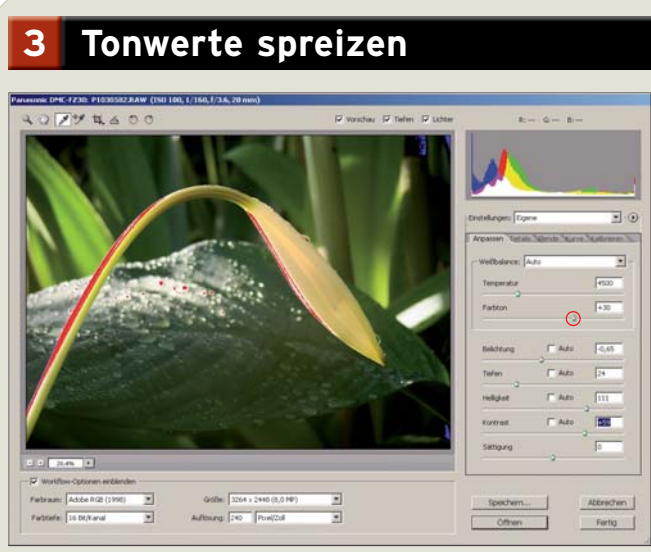 3 Tonwerte spreizen
Panasonic DMC-FZ30: P1030582.RAW (ISO 100, 1/160, f/3.6, 20 mm)
Vorschau Tiefen Lichter R: --- G: --- B: ---
Einstellungen: Eigene
Anpassen Details Blende Kurve Kalibrieren
Weißbalance: Auto
Temperatur 4500
Farbton +30
Belichtung Auto -0,65
Tiefen Auto 24
Helligkeit Auto 111
Kontrast Auto
Sättigung 0
20,4%
Workflow-Optionen einblenden
Farbraum: Adobe RGB (1998) Größe: 3264 x 2448 (8,0 MP)
Farbtiefe: 16 Bit/Kanal Auflösung: 240 Pixel/Zoll
Speichern... Abbrechen
Öffnen Fertig